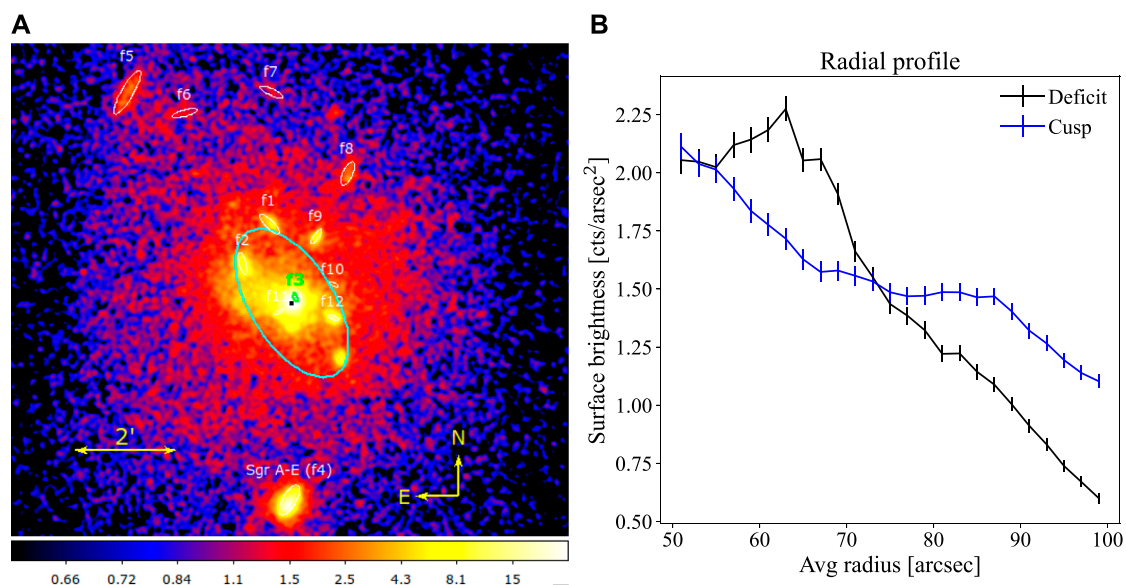 A
f5
f6
f7
f8
f1
f9
f2
f10
f3
f12
2'
N
E
Sgr A-E (f4)
0.66 0.72 0.84 1.1 1.5 2.5 4.3 8.1 15
B
Radial profile
Deficit
Cusp
2.25
2.00
1.75
1.50
1.25
1.00
0.75
0.50
Surface brightness [cts/arsec²]
50 60 70 80 90 100
Avg radius [arcsec]